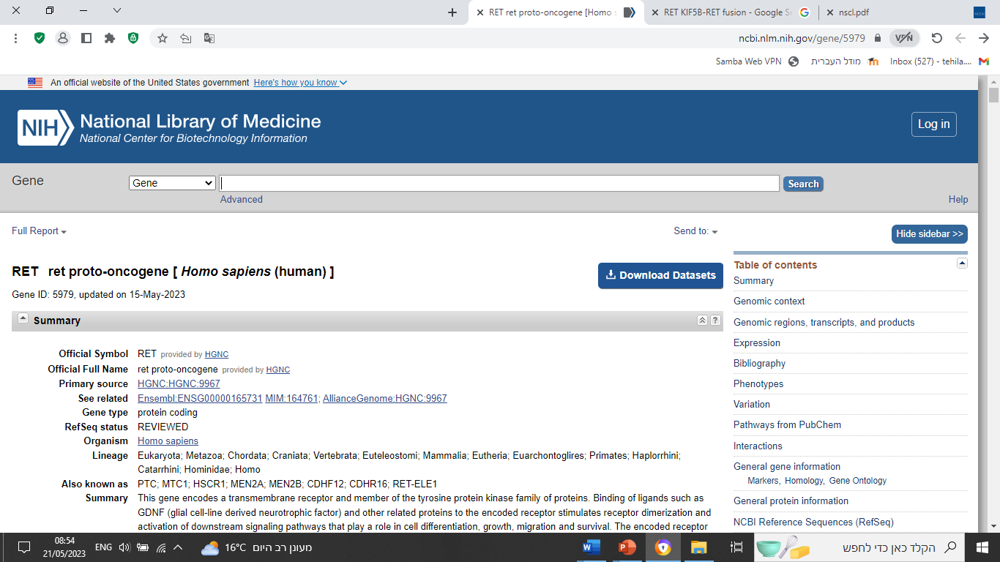 RET ret proto-oncogene [Homo s
RET KIF5B-RET fusion - Google Sc
nscl.pdf
ncbi.nlm.nih.gov/gene/5979
VPN
Samba Web VPN
מודל העברית
Inbox (527) - tehila....
An official website of the United States government Here's how you know
NIH National Library of Medicine
National Center for Biotechnology Information
Log in
Gene
Gene
Search
Advanced
Help
Full Report
Send to:
Hide sidebar >>
RET ret proto-oncogene [ Homo sapiens (human) ]
Download Datasets
Gene ID: 5979, updated on 15-May-2023
Summary
?
Official Symbol RET provided by HGNC
Official Full Name ret proto-oncogene provided by HGNC
Primary source HGNC:HGNC:9967
See related Ensembl:ENSG00000165731 MIM:164761; AllianceGenome:HGNC:9967
Gene type protein coding
RefSeq status REVIEWED
Organism Homo sapiens
Lineage Eukaryota; Metazoa; Chordata; Craniata; Vertebrata; Euteleostomi; Mammalia; Eutheria; Euarchontoglires; Primates; Haplorrhini;
Catarrhini; Hominidae; Homo
Also known as PTC; MTC1; HSCR1; MEN2A; MEN2B; CDHF12; CDHR16; RET-ELE1
Summary This gene encodes a transmembrane receptor and member of the tyrosine protein kinase family of proteins. Binding of ligands such as
GDNF (glial cell-line derived neurotrophic factor) and other related proteins to the encoded receptor stimulates receptor dimerization and
activation of downstream signaling pathways that play a role in cell differentiation, growth, migration and survival. The encoded receptor
Table of contents
Summary
Genomic context
Genomic regions, transcripts, and products
Expression
Bibliography
Phenotypes
Variation
Pathways from PubChem
Interactions
General gene information
Markers, Homology, Gene Ontology
General protein information
NCBI Reference Sequences (RefSeq)
08:54
21/05/2023
ENG
16°C מעונן רב היום
הקלד כאן כדי לחפש